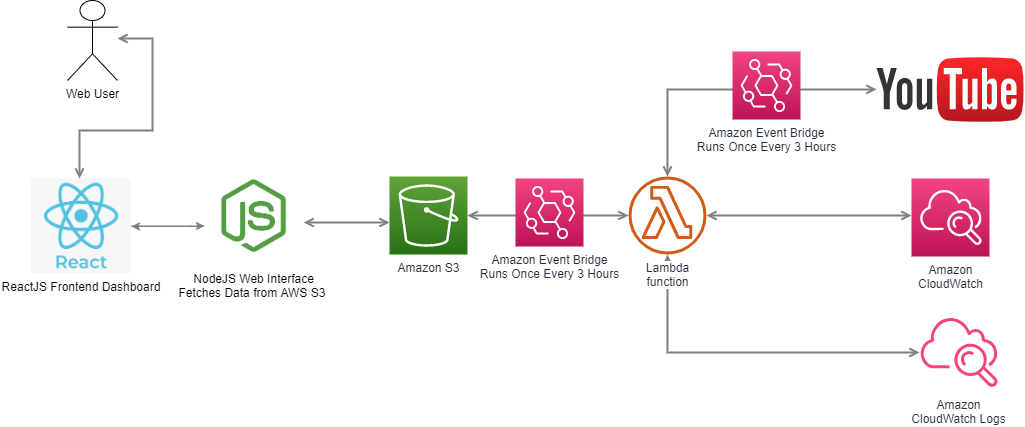 Web User
React
ReactJS Frontend Dashboard
JS
NodeJS Web Interface
Fetches Data from AWS S3
Amazon S3
Amazon Event Bridge
Runs Once Every 3 Hours
Lambda
function
Amazon Event Bridge
Runs Once Every 3 Hours
YouTube
Amazon
CloudWatch
Amazon
CloudWatch Logs